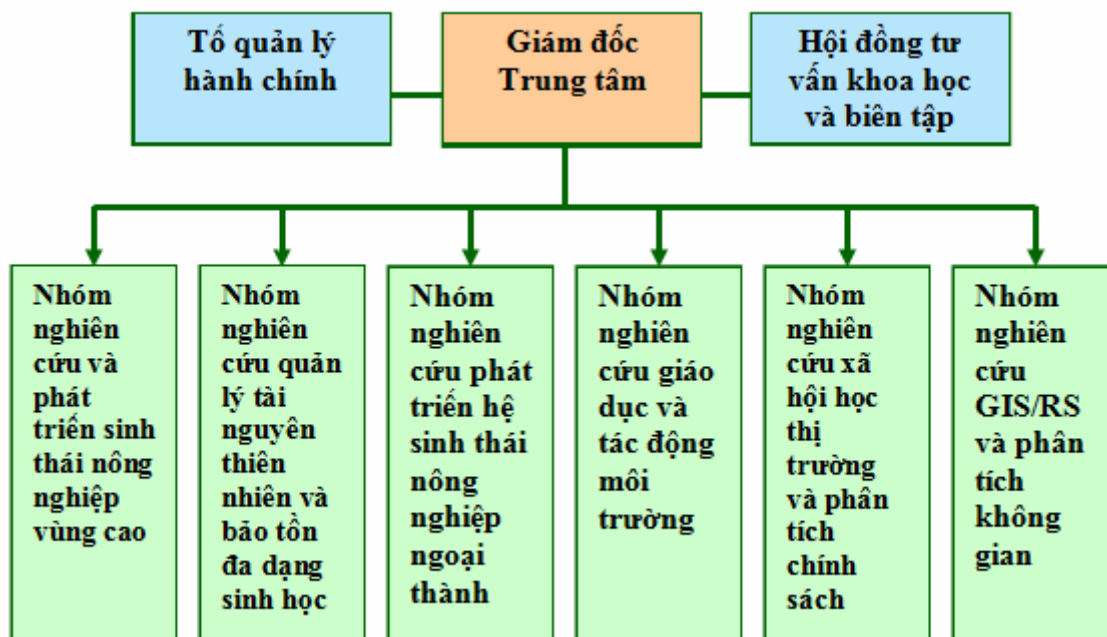 Tổ quản lý
hành chính
Giám đốc
Trung tâm
Hội đồng tư
vấn khoa học
và biên tập
Nhóm
nghiên
cứu và
phát
triển sinh
thái nông
nghiệp
vùng cao
Nhóm
nghiên
cứu quản
lý tài
nguyên
thiên
nhiên và
bảo tồn
đa dạng
sinh học
Nhóm
nghiên
cứu phát
triển hệ
sinh thái
nông
nghiệp
ngoại
thành
Nhóm
nghiên
cứu giáo
dục và
tác động
môi
trường
Nhóm
nghiên
cứu xã
hội học
thị
trường
và phân
tích
chính
sách
Nhóm
nghiên
cứu
GIS/RS
và phân
tích
không
gian